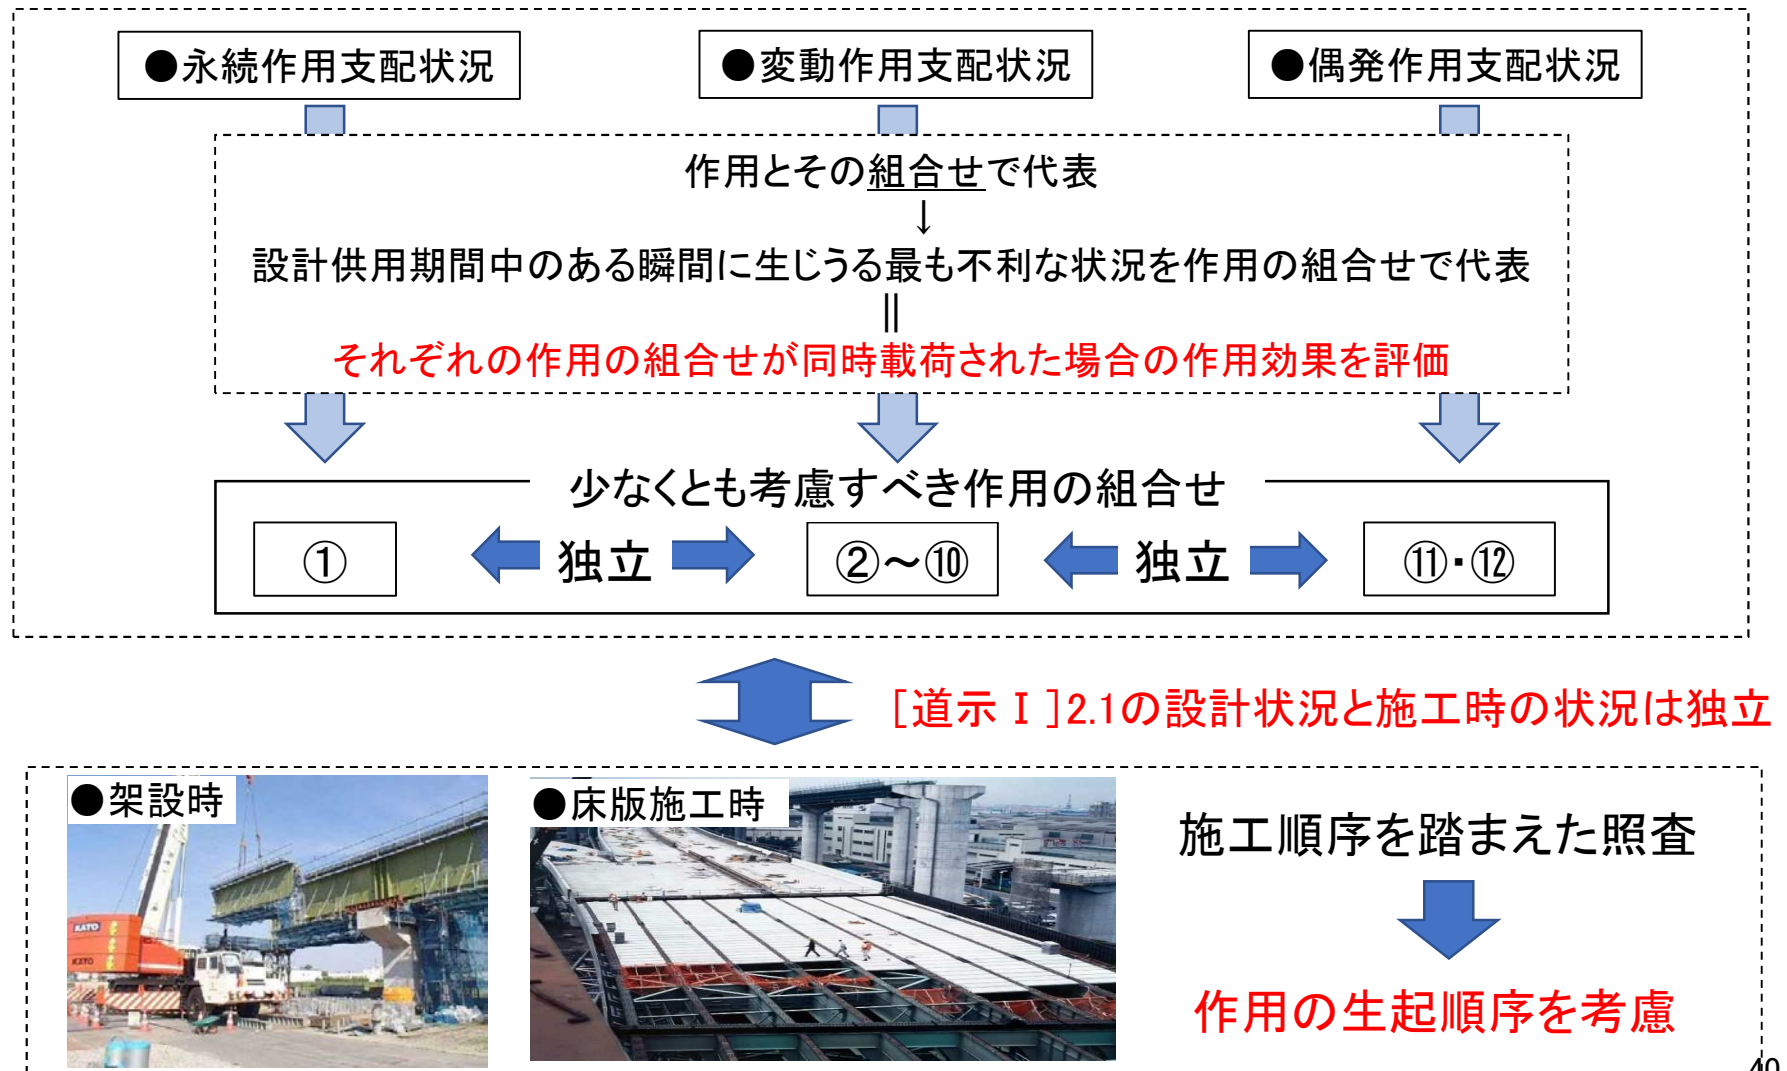 ●永続作用支配状況
●変動作用支配状況
●偶発作用支配状況
作用とその組合せで代表
↓
設計供用期間中のある瞬間に生じうる最も不利な状況を作用の組合せで代表
||
それぞれの作用の組合せが同時載荷された場合の作用効果を評価
少なくとも考慮すべき作用の組合せ
①
独立
②～⑩
独立
⑪・⑫
[道示Ⅰ]2.1の設計状況と施工時の状況は独立
●架設時
●床版施工時
KATO
KATO
施工順序を踏まえた照査
作用の生起順序を考慮
40